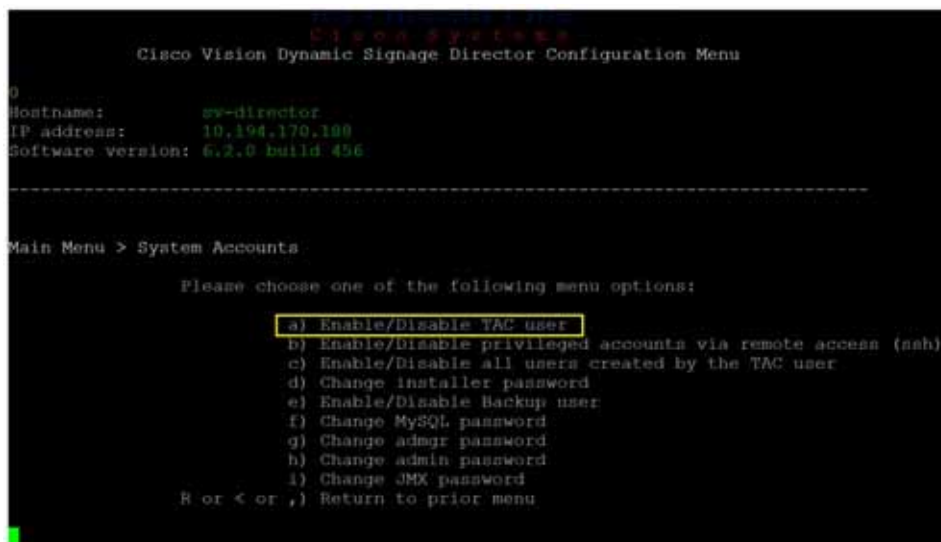 Cisco Systems
Cisco Vision Dynamic Signage Director Configuration Menu
0
Hostname: sv-director
IP address: 10.194.170.188
Software version: 6.2.0 build 456
Main Menu > System Accounts
Please choose one of the following menu options:
a) Enable/Disable TAC user
b) Enable/Disable privileged accounts via remote access (ssh)
c) Enable/Disable all users created by the TAC user
d) Change installer password
e) Enable/Disable Backup user
f) Change MySQL password
g) Change admgr password
h) Change admin password
i) Change JMX password
R or < or ,) Return to prior menu